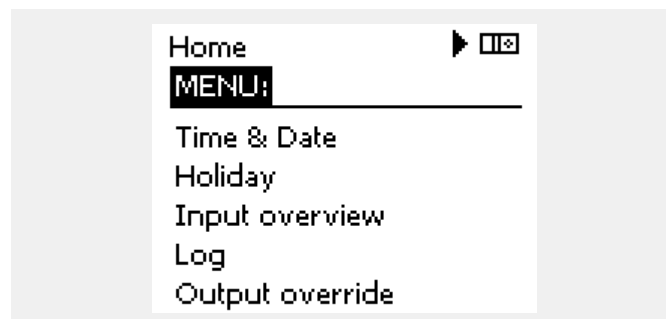 Home
MENU:
Time & Date
Holiday
Input overview
Log
Output override